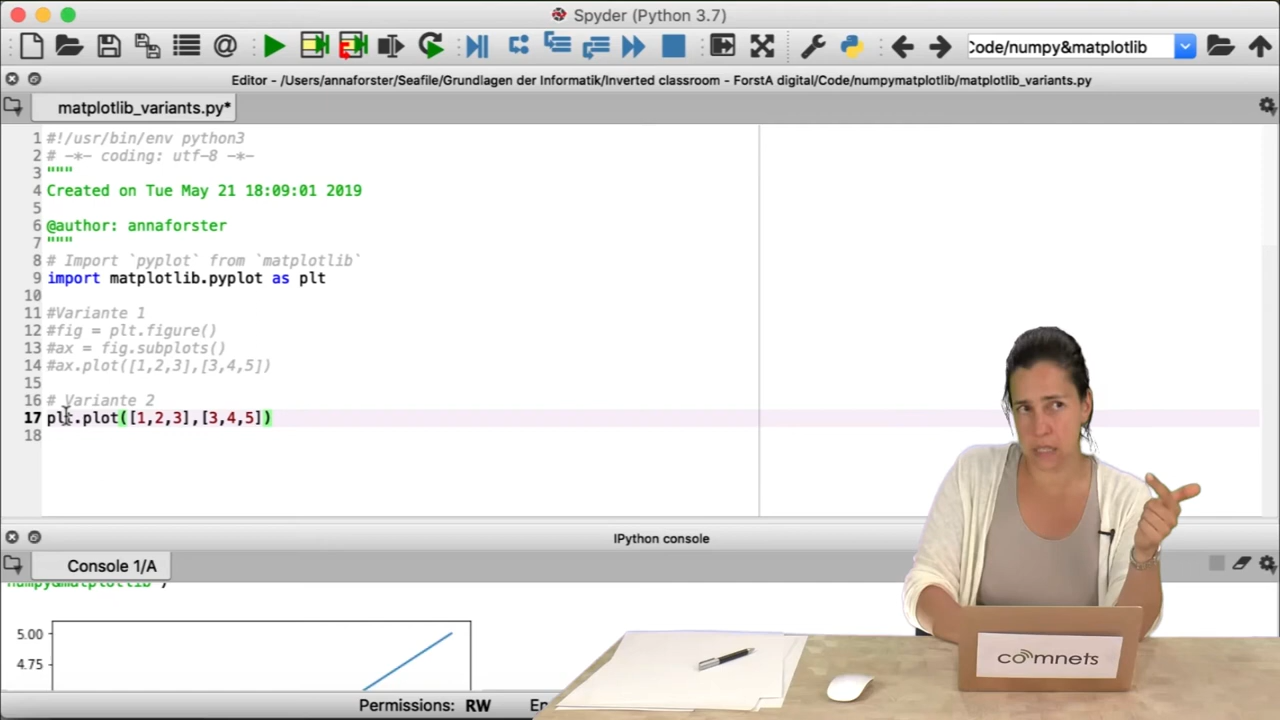 Spyder (Python 3.7)
Code/numpy&matplotlib
Editor - /Users/annaforster/Seafile/Grundlagen der Informatik/Inverted classroom - ForstA digital/Code/numpymatplotlib/matplotlib_variants.py
matplotlib_variants.py*
1 #!/usr/bin/env python3
2 # -*- coding: utf-8 -*-
3 """
4 Created on Tue May 21 18:09:01 2019
5
6 @author: annaforster
7 """
8 # Import `pyplot` from `matplotlib`
9 import matplotlib.pyplot as plt
10
11 #Variante 1
12 #fig = plt.figure()
13 #ax = fig.subplots()
14 #ax.plot([1,2,3],[3,4,5])
15
16 # Variante 2
17 plt.plot([1,2,3],[3,4,5])
18
IPython console
Console 1/A
numpy&matplotlib
5.00
4.75
comnets
Permissions: RW En